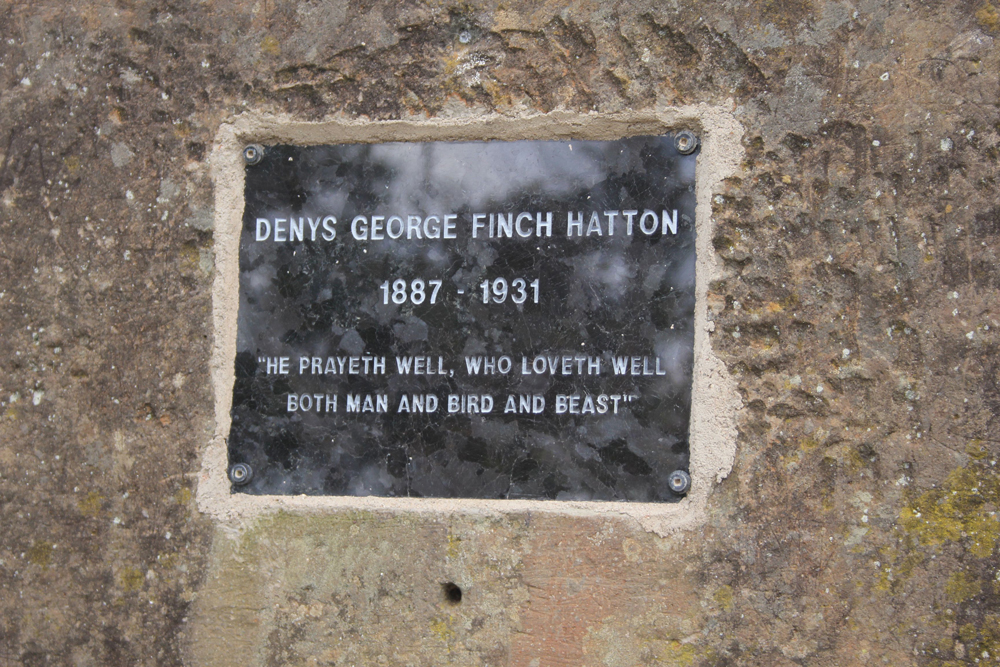 DENYS GEORGE FINCH HATTON
1887 - 1931
"HE PRAYETH WELL, WHO LOVETH WELL
BOTH MAN AND BIRD AND BEAST"